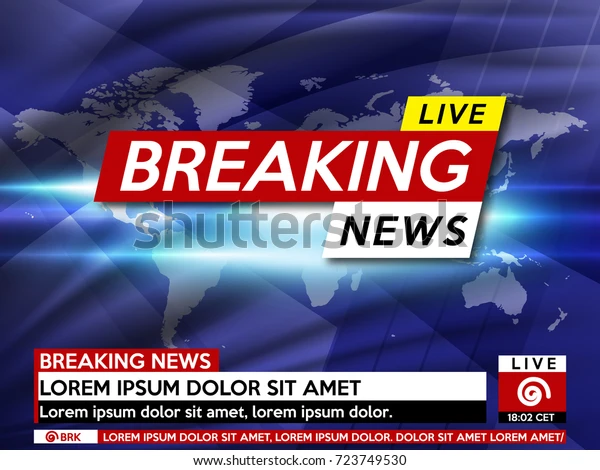 LIVE
BREAKING
NEWS
BREAKING NEWS
LOREM IPSUM DOLOR SIT AMET
Lorem ipsum dolor sit amet, lorem ipsum dolor.
LIVE
18:02 CET
BRK
LOREM IPSUM DOLOR SIT AMET, LOREM IPSUM DOLOR SIT AMET, LOREM AMET/
shutterstock
shutterstock.com · 723749530